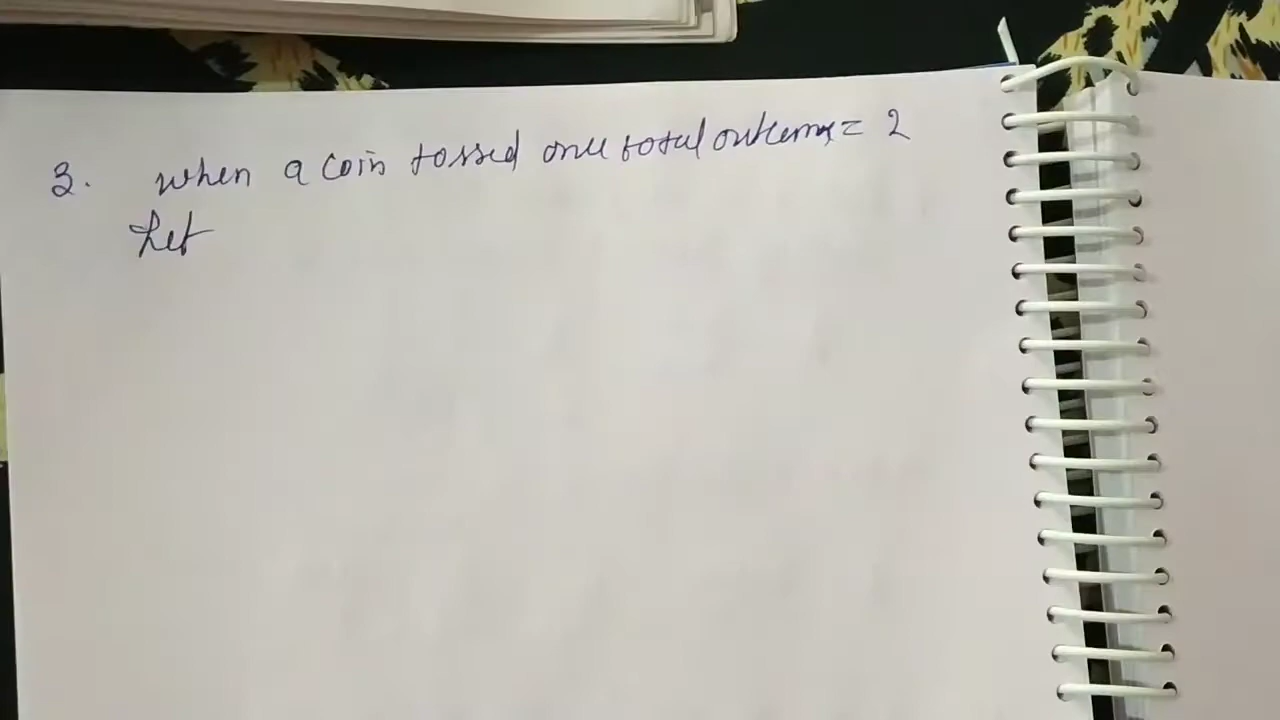 3. when a coin tossed once total outcomes = 2
Let